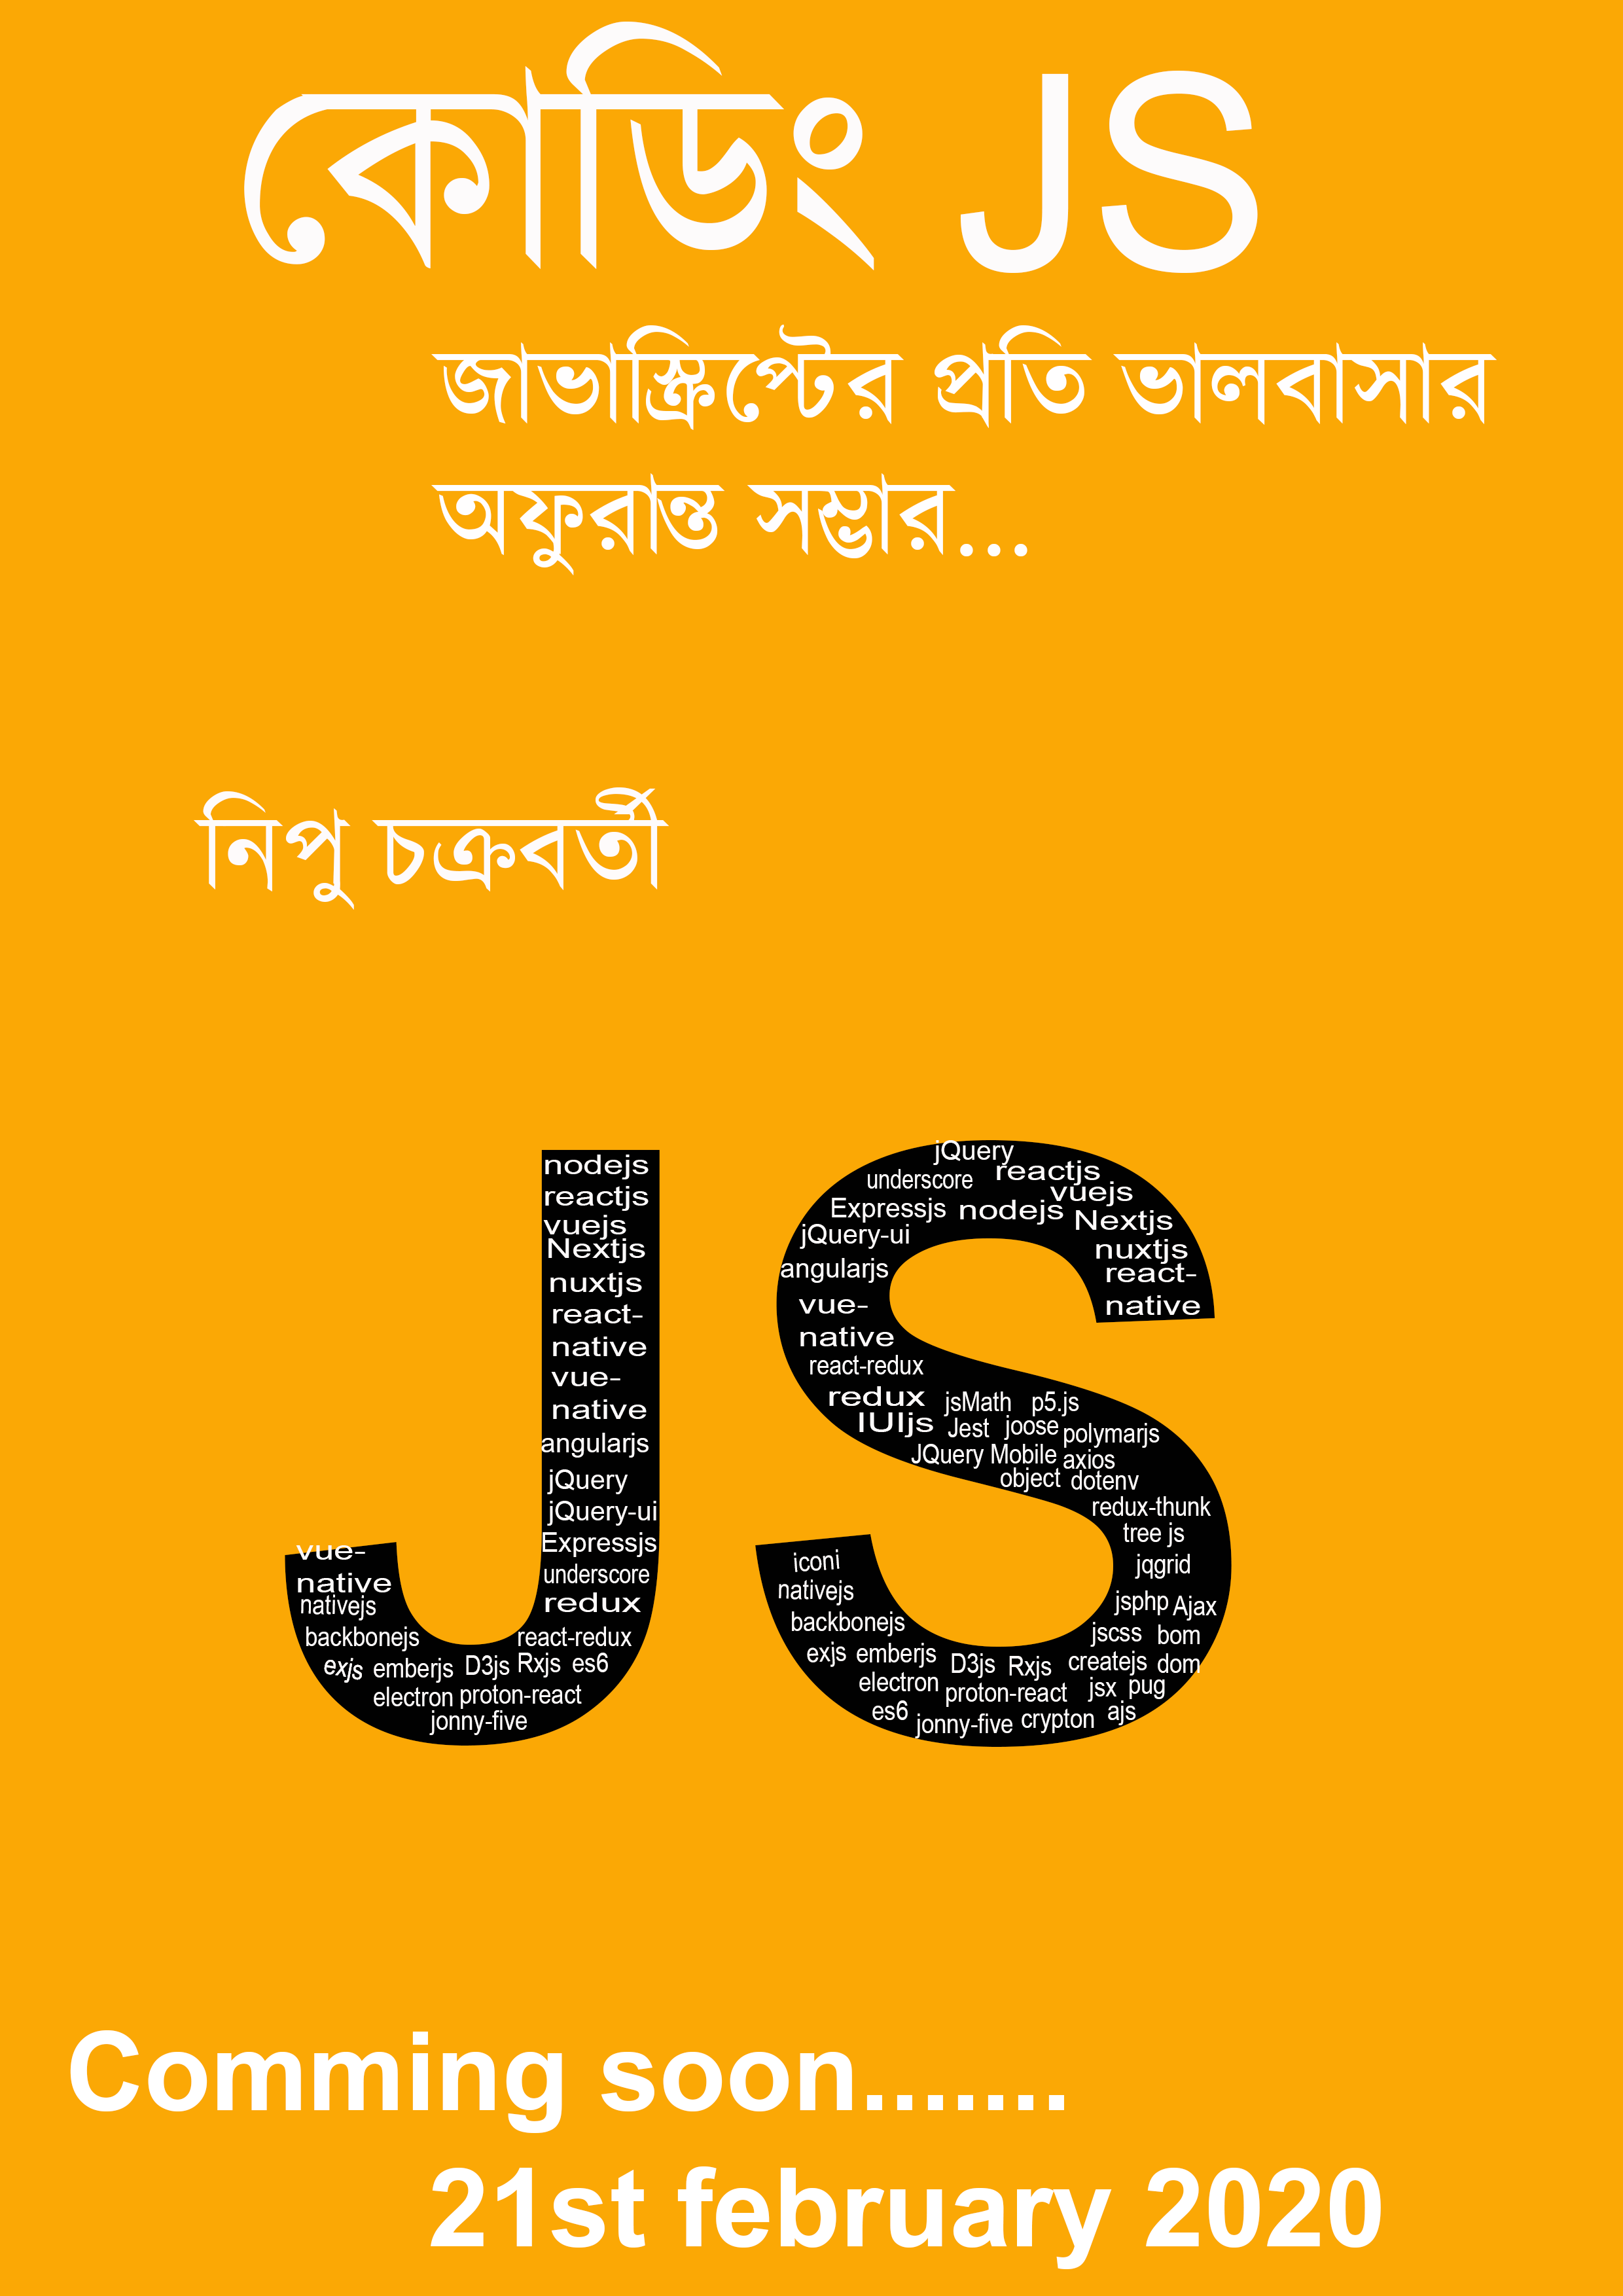 কোডিং JS
জাভাস্ক্রিপ্টের প্রতি ভালবাসার
অফুরান্ত সম্ভার...
নিপু চক্রবর্তী
nodejs
reactjs
vuejs
Nextjs
nuxtjs
react-
native
vue-
native
angularjs
jQuery
jQuery-ui
Expressjs
underscore
redux
vue-
native
nativejs
backbonejs react-redux
exjs emberjs D3js Rxjs es6
electron proton-react
jonny-five
jQuery
underscore reactjs
vuejs
Expressjs nodejs Nextjs
jQuery-ui nuxtjs
angularjs react-
vue- native
native
react-redux
redux jsMath p5.js
IUIjs Jest joose polymarjs
JQuery Mobile axios
object dotenv
redux-thunk
tree js
iconi jqgrid
nativejs jsphp Ajax
backbonejs jscss bom
exjs emberjs D3js Rxjs createjs dom
electron proton-react jsx pug
es6 jonny-five crypton ajs
Comming soon.......
21st february 2020